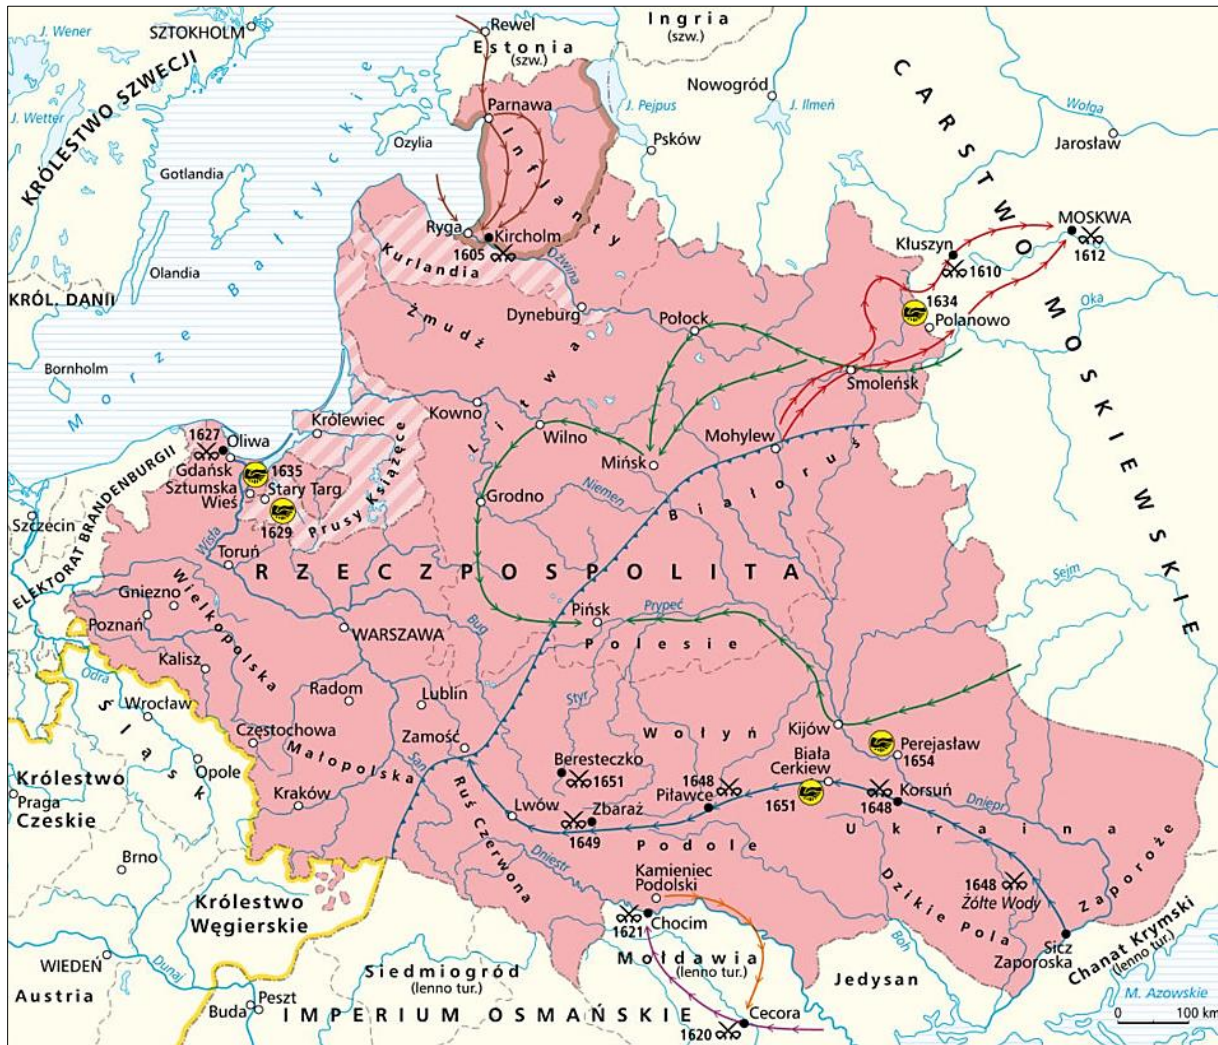 SZTOKHOLM
Rewel
Estonia
(szw.)
Ingria
(szw.)
J. Wener
J. Wetter
KRÓLESTWO SZWECJI
Nowogród
J. Ilmeń
J. Pejpus
Psków
Wołga
Jarosław
CARSTWO MOSKIEWSKIE
Parnawa
Ozylia
Inflanty
Gotlandia
Olandia
Morze Bałtyckie
Ryga
Kircholm
1605
Kurlandia
Dźwina
Dyneburg
MOSKWA
1612
Kłuszyn
1610
1634
Polanowo
Oka
KRÓL. DANII
Bornholm
Żmudź
Litwa
Połock
Smoleńsk
Kowno
Wilno
Mińsk
Mohylew
Białoruś
Królewiec
Prusy Książęce
Grodno
Niemen
1627
Oliwa
Gdańsk
1635
Sztumska
Wieś
Stary Targ
1629
ELEKTORAT BRANDENBURGII
Szczecin
Wisła
Toruń
RZECZPOSPOLITA
Gniezno
Poznań
Wielkopolska
WARSZAWA
Bug
Pińsk
Prypeć
Polesie
Sejm
Kalisz
Odra
Wrocław
Śląsk
Radom
Lublin
Styr
Częstochowa
Małopolska
Zamość
San
Opole
Kraków
Ruś Czerwona
Wołyń
Beresteczko
1651
Kijów
Perejasław
1654
Biała
Cerkiew
1651
1648
Piławce
1648
Korsuń
Dniepr
Lwów
Zbaraż
1649
Podole
Ukraina
Królestwo
Czeskie
Praga
Brno
Dniestr
Kamieniec
Podolski
1648
Żółte Wody
Dzikie Pola
Zaporoże
Królestwo
Węgierskie
1621
Chocim
Mołdawia
(lenno tur.)
Boh
Sicz
Zaporoska
Chanat Krymski
(lenno tur.)
WIEDEŃ
Dunaj
Austria
Siedmiogród
(lenno tur.)
Jedysan
M. Azowskie
Peszt
Buda
IMPERIUM OSMAŃSKIE
Cecora
1620
0 100 km